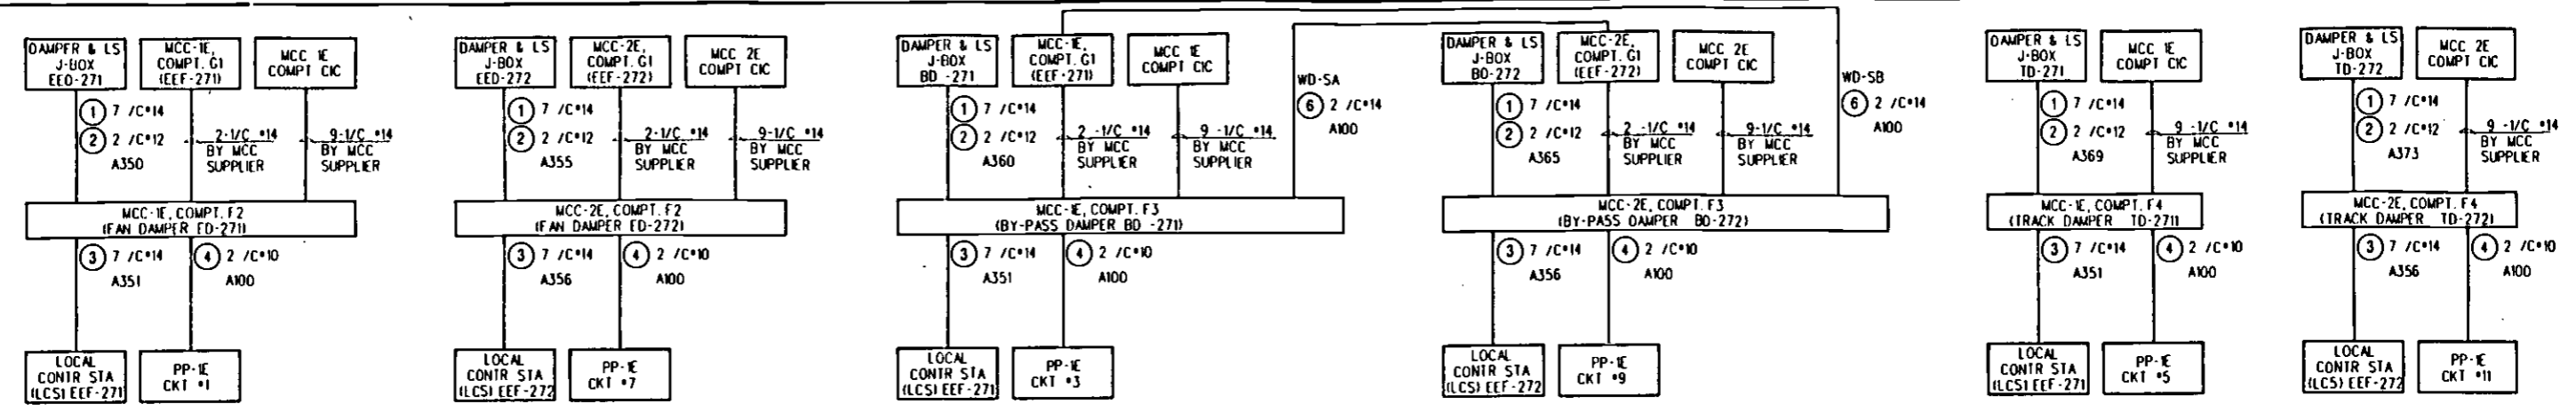 DAMPER & LS
J-BOX
EED-271
MCC-1E,
COMPT. G1
(EEF-271)
MCC 1E
COMPT CIC
1 7 /C#14
2 2 /C#12
A350
2-1/C #14
BY MCC
SUPPLIER
9-1/C #14
BY MCC
SUPPLIER
MCC-1E, COMPT. F2
(FAN DAMPER ED-271)
3 7 /C#14
A351
4 2 /C#10
A100
LOCAL
CONTR STA
(LCS) EEF-271
PP-1E
CKT #1
DAMPER & LS
J-BOX
EED-272
MCC-2E,
COMPT. G1
(EEF-272)
MCC 2E
COMPT CIC
1 7 /C#14
2 2 /C#12
A355
2-1/C #14
BY MCC
SUPPLIER
9-1/C #14
BY MCC
SUPPLIER
MCC-2E, COMPT. F2
(FAN DAMPER ED-272)
3 7 /C#14
A356
4 2 /C#10
A100
LOCAL
CONTR STA
(LCS) EEF-272
PP-1E
CKT #7
DAMPER & LS
J-BOX
BD -271
MCC-1E,
COMPT. G1
(EEF-271)
MCC 1E
COMPT CIC
WD-SA
6 2 /C#14
A100
1 7 /C#14
2 2 /C#12
A360
2 -1/C #14
BY MCC
SUPPLIER
9 -1/C #14
BY MCC
SUPPLIER
MCC-1E, COMPT. F3
(BY-PASS DAMPER BD -271)
3 7 /C#14
A351
4 2 /C#10
A100
LOCAL
CONTR STA
(LCS) EEF-271
PP-1E
CKT #3
DAMPER & LS
J-BOX
BD-272
MCC-2E,
COMPT. G1
(EEF-272)
MCC 2E
COMPT CIC
WD-SB
6 2 /C#14
A100
1 7 /C#14
2 2 /C#12
A365
2 -1/C #14
BY MCC
SUPPLIER
9-1/C #14
BY MCC
SUPPLIER
MCC-2E, COMPT. F3
(BY-PASS DAMPER BD-272)
3 7 /C#14
A356
4 2 /C#10
A100
LOCAL
CONTR STA
(LCS) EEF-272
PP-1E
CKT #9
DAMPER & LS
J-BOX
TD-271
MCC 1E
COMPT CIC
1 7 /C#14
2 2 /C#12
A369
9 -1/C #14
BY MCC
SUPPLIER
MCC-1E, COMPT. F4
(TRACK DAMPER TD-271)
3 7 /C#14
A351
4 2 /C#10
A100
LOCAL
CONTR STA
(LCS) EEF-271
PP-1E
CKT #5
DAMPER & LS
J-BOX
TD-272
MCC 2E
COMPT CIC
1 7 /C#14
2 2 /C#12
A373
9 -1/C #14
BY MCC
SUPPLIER
MCC-2E, COMPT. F4
(TRACK DAMPER TD-272)
3 7 /C#14
A356
4 2 /C#10
A100
LOCAL
CONTR STA
(LCS) EEF-272
PP-1E
CKT #11